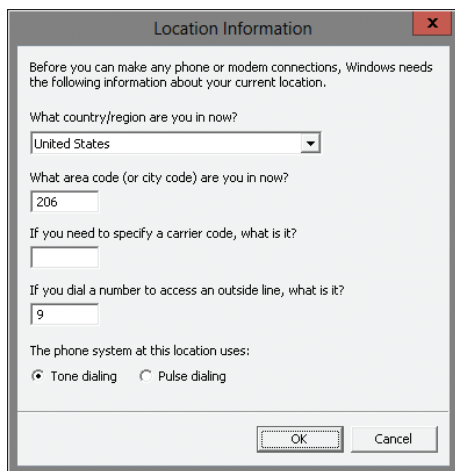 Location Information
x
Before you can make any phone or modem connections, Windows needs
the following information about your current location.
What country/region are you in now?
United States
What area code (or city code) are you in now?
206
If you need to specify a carrier code, what is it?
If you dial a number to access an outside line, what is it?
9
The phone system at this location uses:
Tone dialing Pulse dialing
OK Cancel